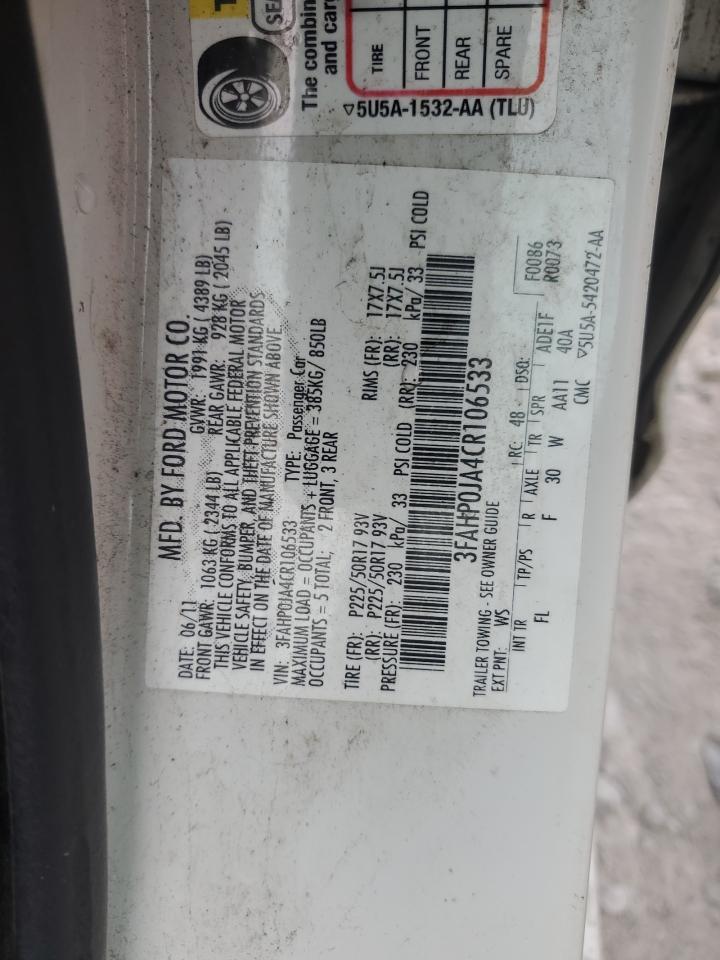 SEA
The combin
and carg
TIRE
FRONT
REAR
SPARE
5U5A-1532-AA (TLU)
MFD. BY FORD MOTOR CO.
DATE: 06/11 GVWR: 1991 KG ( 4389 LB)
FRONT GAWR: 1063 KG ( 2344 LB) REAR GAWR: 928 KG ( 2045 LB)
THIS VEHICLE CONFORMS TO ALL APPLICABLE FEDERAL MOTOR
VEHICLE SAFETY, BUMPER, AND THEFT PREVENTION STANDARDS
IN EFFECT ON THE DATE OF MANUFACTURE SHOWN ABOVE.
VIN: 3FAHP0JA4CR106533 TYPE: Passenger Car
MAXIMUM LOAD = OCCUPANTS + LUGGAGE = 385KG/ 850LB
OCCUPANTS = 5 TOTAL; 2 FRONT, 3 REAR
TIRE (FR): P225/50R17 93V RIMS (FR): 17X7.5J
(RR): P225/50R17 93V (RR): 17X7.5J
PRESSURE (FR): 230 kPa/ 33 PSI COLD (RR): 230 kPa/ 33 PSI COLD
3FAHP0JA4CR106533
TRAILER TOWING - SEE OWNER GUIDE
EXT PNT: WS RC: 48 DSO: F0086
R0073
INT TR TP/PS R AXLE TR SPR
FL F 30 W AA11 ADE1F
40A
CMC 5U5A-5420472-AA